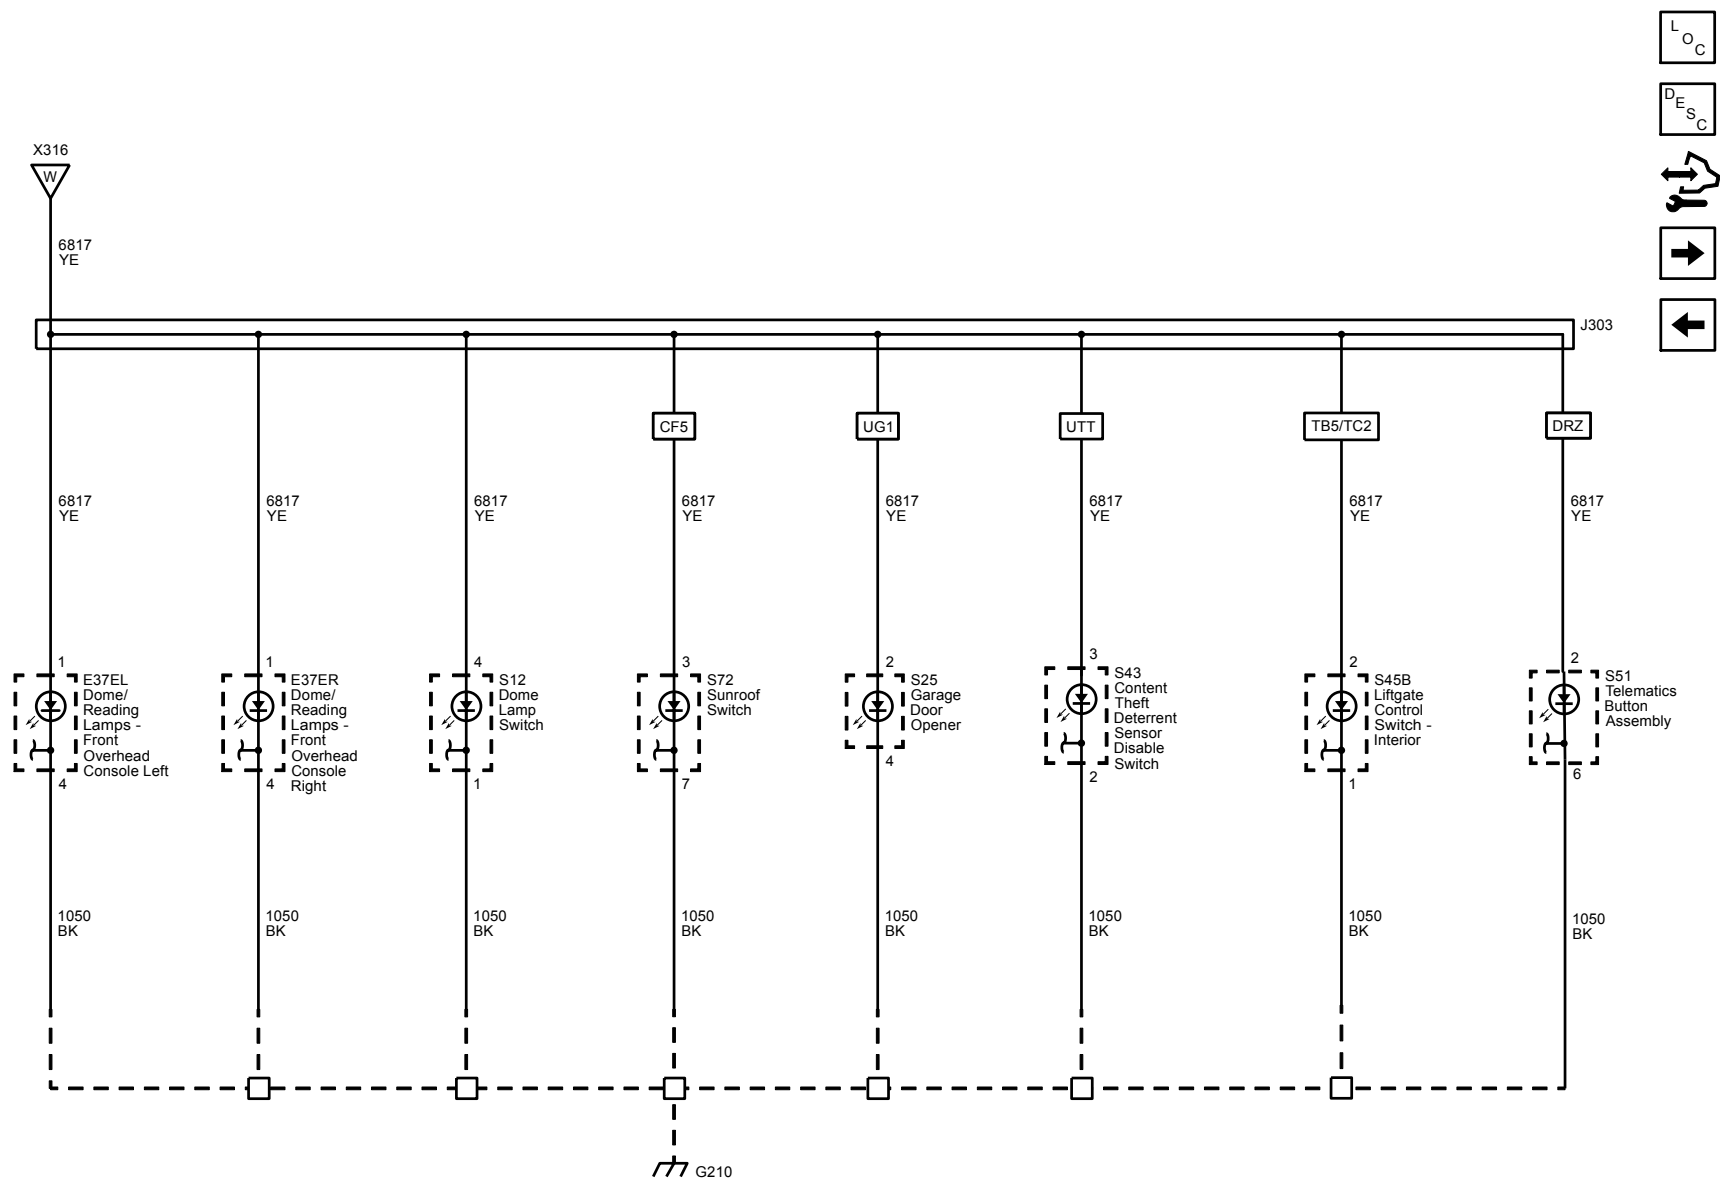 L
O
C
D
E
S
C
X316
W
6817
YE
J303
CF5
UG1
UTT
TB5/TC2
DRZ
6817
YE
6817
YE
6817
YE
6817
YE
6817
YE
6817
YE
6817
YE
6817
YE
1
E37EL
Dome/
Reading
Lamps -
Front
Overhead
Console Left
4
1
E37ER
Dome/
Reading
Lamps -
Front
Overhead
Console
Right
4
4
S12
Dome
Lamp
Switch
1
3
S72
Sunroof
Switch
7
2
S25
Garage
Door
Opener
4
3
S43
Content
Theft
Deterrent
Sensor
Disable
Switch
2
2
S45B
Liftgate
Control
Switch -
Interior
1
2
S51
Telematics
Button
Assembly
6
1050
BK
1050
BK
1050
BK
1050
BK
1050
BK
1050
BK
1050
BK
1050
BK
G210